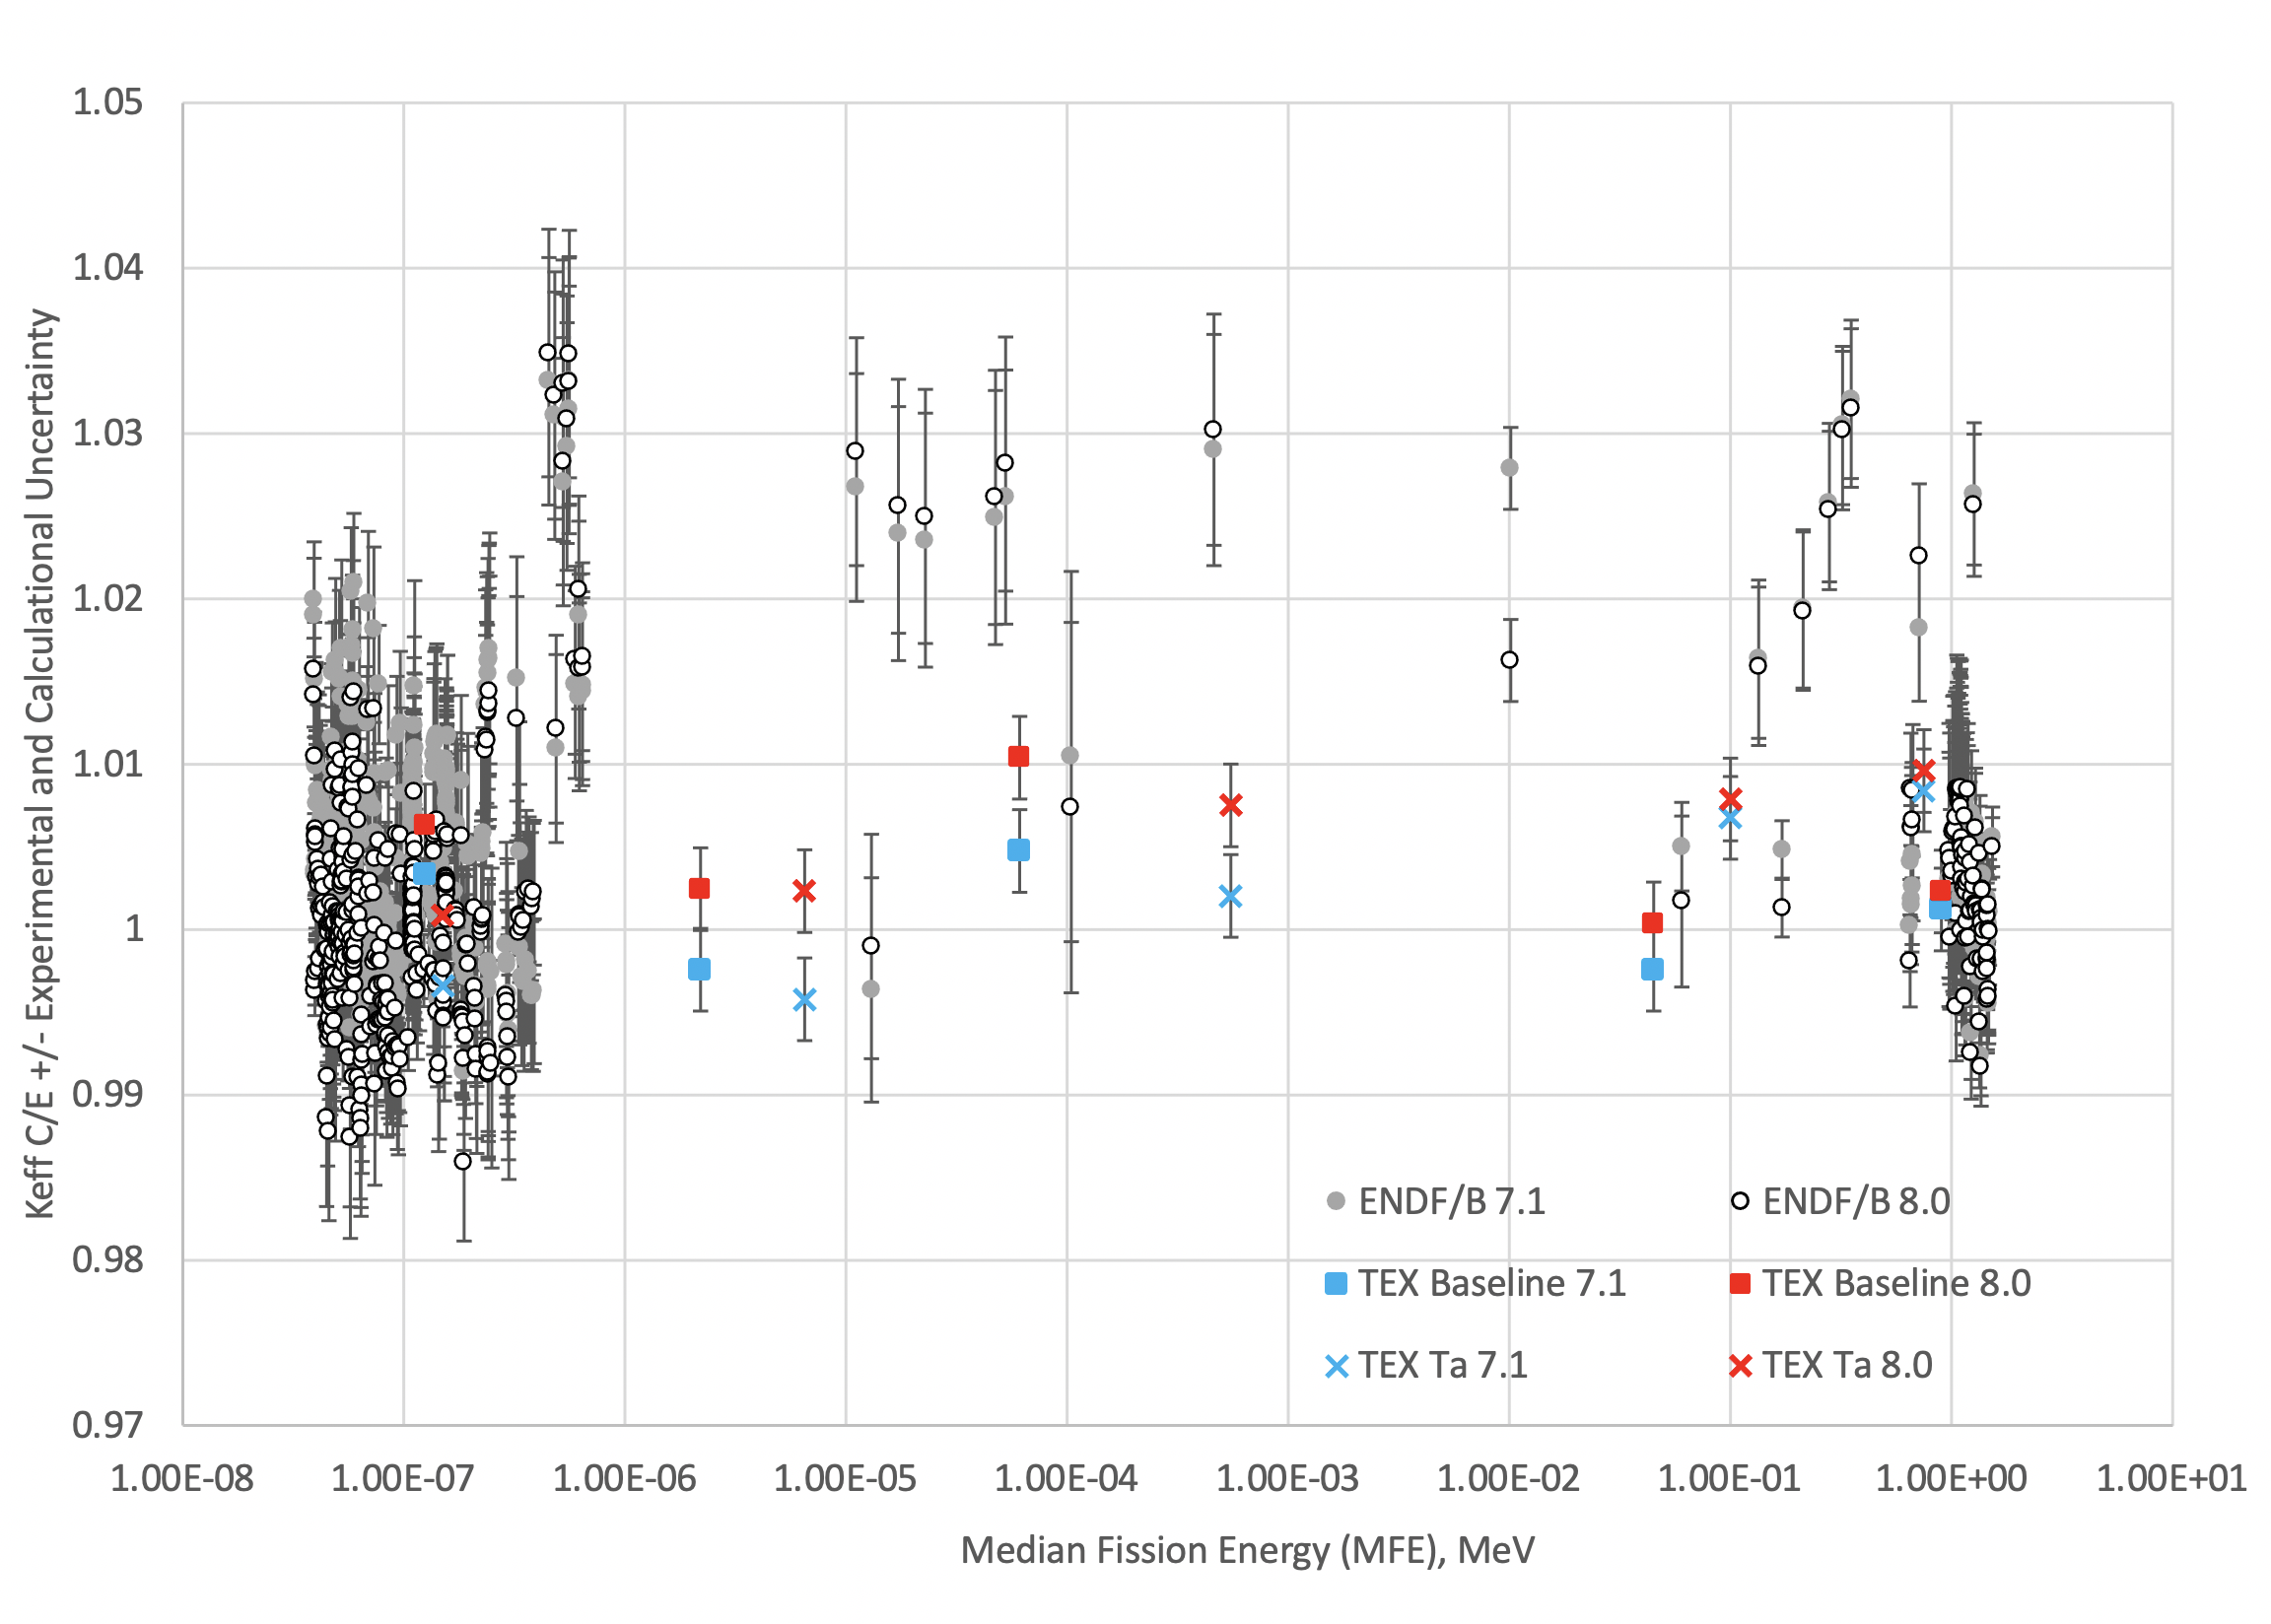 1.05
1.04
1.03
1.02
1.01
1
0.99
0.98
0.97
Keff C/E +/- Experimental and Calculational Uncertainty
ENDF/B 7.1
ENDF/B 8.0
TEX Baseline 7.1
TEX Baseline 8.0
TEX Ta 7.1
TEX Ta 8.0
1.00E-08
1.00E-07
1.00E-06
1.00E-05
1.00E-04
1.00E-03
1.00E-02
1.00E-01
1.00E+00
1.00E+01
Median Fission Energy (MFE), MeV